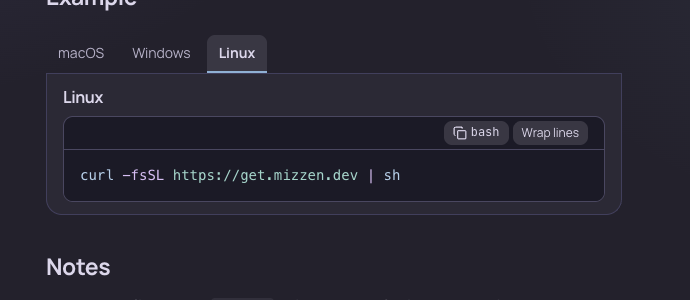 Example
macOS Windows Linux
Linux
bash Wrap lines
curl -fsSL https://get.mizzen.dev | sh
Notes